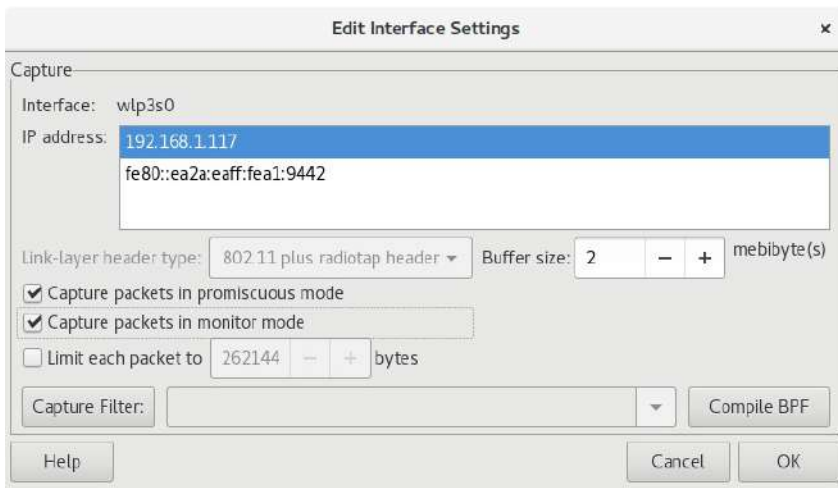 Edit Interface Settings
Capture
Interface: wlp3s0
IP address: 192.168.1.117
fe80::ea2a:eaff:fea1:9442
Link-layer header type: 802.11 plus radiotap header Buffer size: 2 mebibyte(s)
Capture packets in promiscuous mode
Capture packets in monitor mode
Limit each packet to 262144 bytes
Capture Filter: Compile BPF
Help Cancel OK